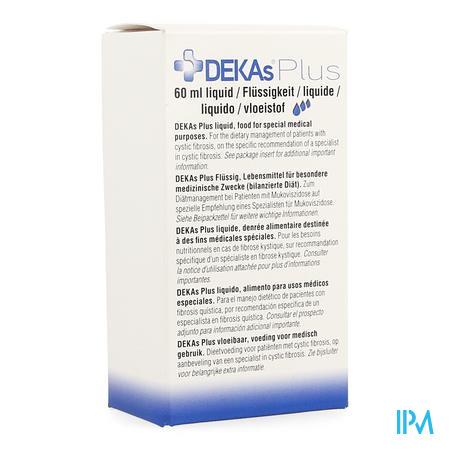 DEKAs® Plus
60 ml liquid / Flüssigkeit / liquide /
liquido / vloeistof
DEKAs Plus liquid, food for special medical
purposes. For the dietary management of patients with
cystic fibrosis, on the specific recommendation of a specialist
in cystic fibrosis. See package insert for additional important
information.
DEKAs Plus Flüssig, Lebensmittel für besondere
medizinische Zwecke (bilanzierte Diät). Zum
Diätmanagement bei Patienten mit Mukoviszidose auf
spezielle Empfehlung eines Spezialisten für Mukoviszidose.
Siehe Beipackzettel für weitere wichtige Informationen.
DEKAs Plus liquide, denrée alimentaire destinée
à des fins médicales spéciales. Pour les besoins
nutritionnels en cas de fibrose kystique, sur recommandation
spécifique d'un spécialiste en fibrose kystique. Consulter
la notice d'utilisation attachée pour plus d'informations
importantes.
DEKAs Plus líquido, alimento para usos médicos
especiales. Para el manejo dietético de pacientes con
fibrosis quística, por recomendación específica de un
especialista en fibrosis quística. Consultar el prospecto
adjunto para información adicional importante.
DEKAs Plus vloeibaar, voeding voor medisch
gebruik. Dieetvoeding voor patiënten met cystic fibrosis, op
aanbeveling van een specialist in cystic fibrosis. Zie bijsluiter
voor belangrijke extra informatie.
IPM